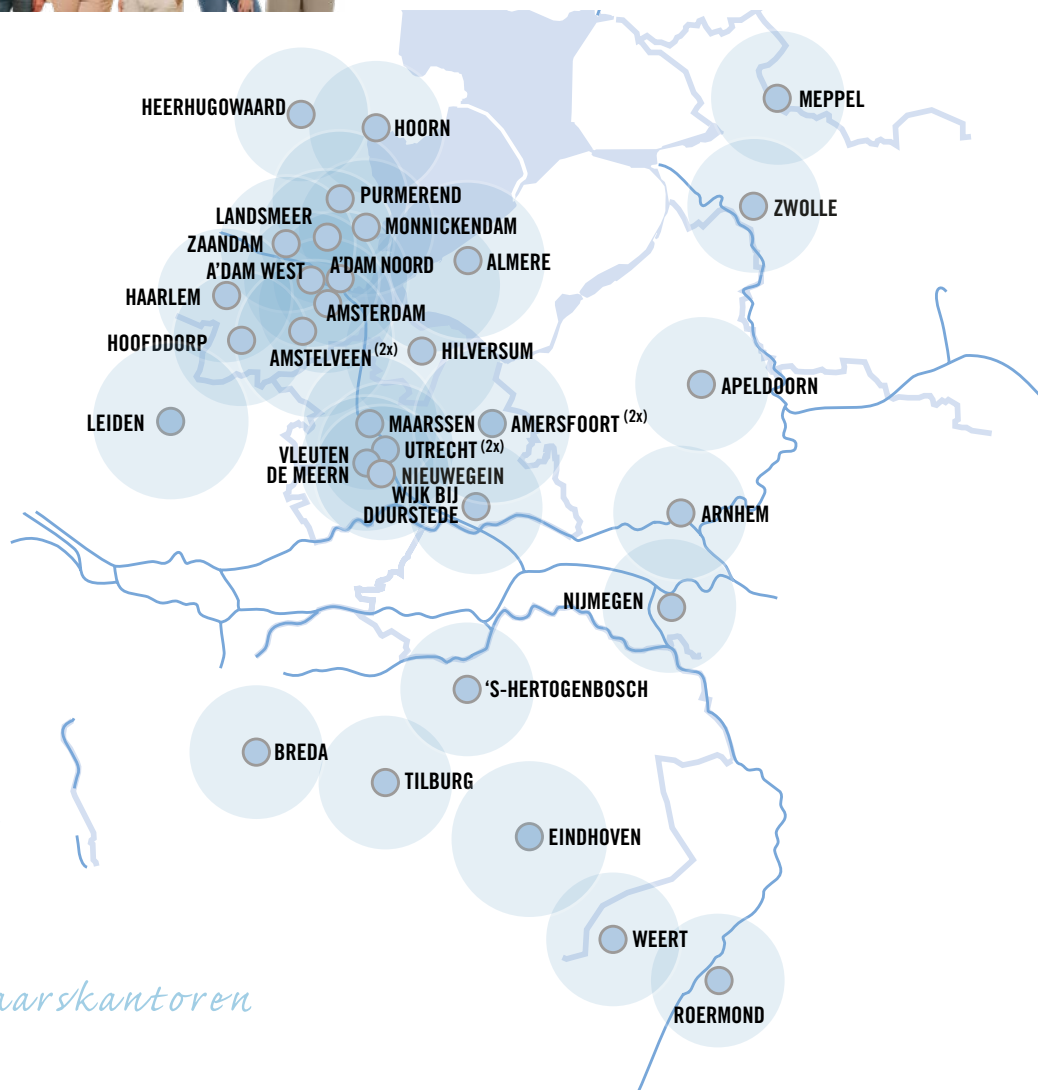 MEPPEL
HEERHUGOWAARD
HOORN
PURMEREND
ZWOLLE
LANDSMEER
MONNICKENDAM
ZAANDAM
ALMERE
A'DAM WEST
A'DAM NOORD
HAARLEM
AMSTERDAM
HOOFDDORP
AMSTELVEEN (2x)
HILVERSUM
APELDOORN
LEIDEN
MAARSSEN
AMERSFOORT (2x)
UTRECHT (2x)
VLEUTEN
DE MEERN
NIEUWEGEIN
WIJK BIJ
DUURSTEDE
ARNHEM
NIJMEGEN
'S-HERTOGENBOSCH
BREDA
TILBURG
EINDHOVEN
WEERT
aarskantoren
ROERMOND